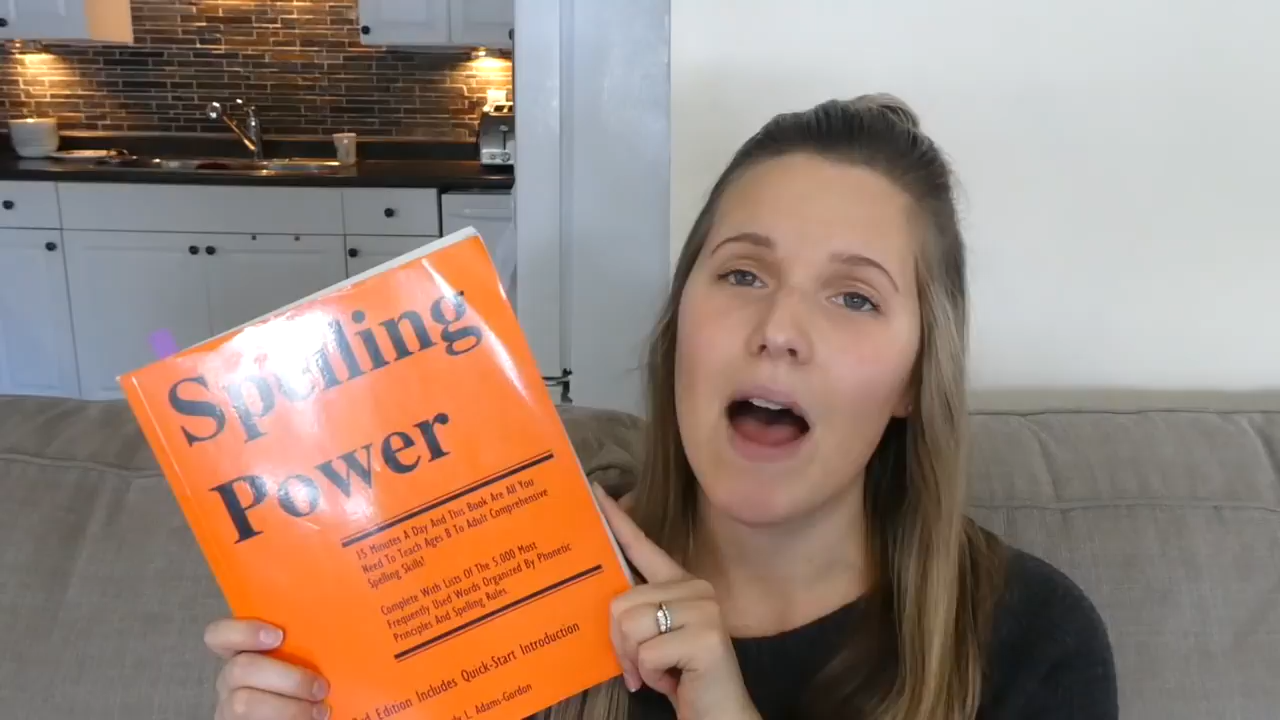 Spelling
Power
15 Minutes A Day And This Book Are All You
Need To Teach Ages 8 To Adult Comprehensive
Spelling Skills!
Complete With Lists Of The 5,000 Most
Frequently Used Words Organized By Phonetic
Principles And Spelling Rules.
Edition Includes Quick-Start Introduction
L. Adams-Gordon